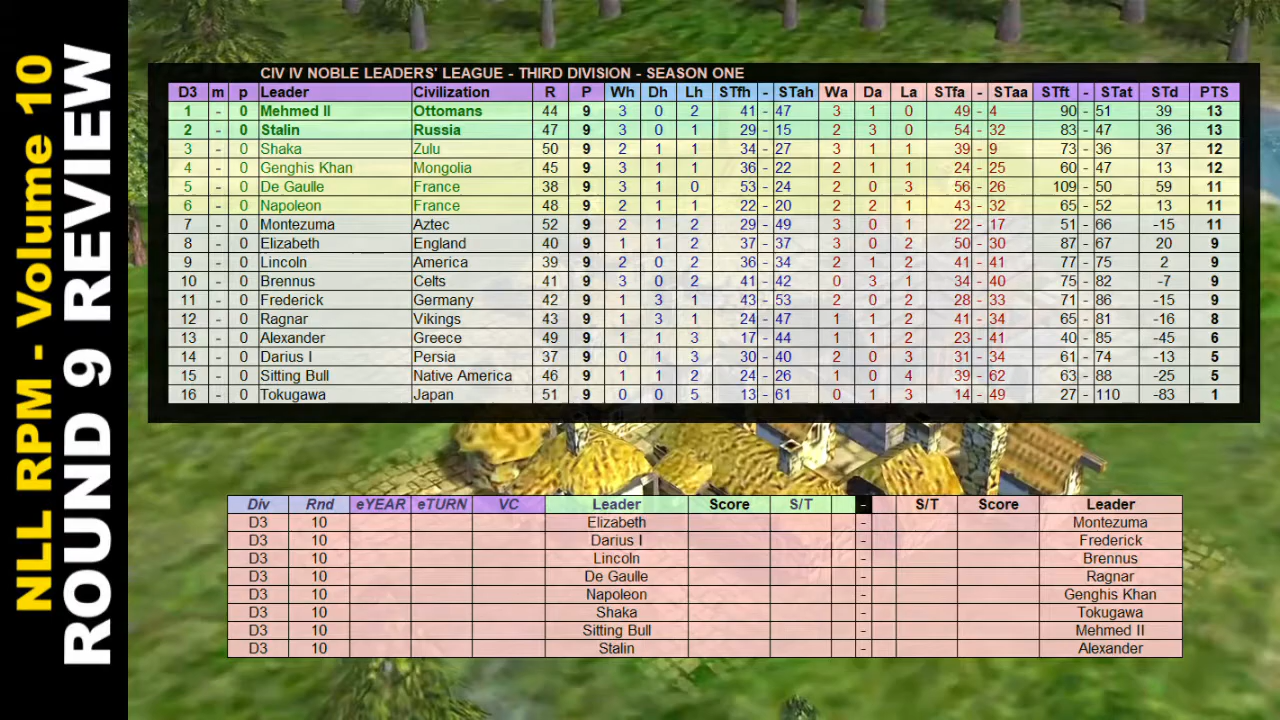 NLL RPM - Volume 10
ROUND 9 REVIEW
CIV IV NOBLE LEADERS' LEAGUE - THIRD DIVISION - SEASON ONE
D3 m p Leader Civilization R P Wh Dh Lh STfh - STah Wa Da La STfa - STaa STft - STat STd PTS
1 - 0 Mehmed II Ottomans 44 9 3 0 2 41 - 47 3 1 0 49 - 4 90 - 51 39 13
2 - 0 Stalin Russia 47 9 3 0 1 29 - 15 2 3 0 54 - 32 83 - 47 36 13
3 - 0 Shaka Zulu 50 9 2 1 1 34 - 27 3 1 1 39 - 9 73 - 36 37 12
4 - 0 Genghis Khan Mongolia 45 9 3 1 1 36 - 22 2 1 1 24 - 25 60 - 47 13 12
5 - 0 De Gaulle France 38 9 3 1 0 53 - 24 2 0 3 56 - 26 109 - 50 59 11
6 - 0 Napoleon France 48 9 2 1 1 22 - 20 2 2 1 43 - 32 65 - 52 13 11
7 - 0 Montezuma Aztec 52 9 2 1 2 29 - 49 3 0 1 22 - 17 51 - 66 -15 11
8 - 0 Elizabeth England 40 9 1 1 2 37 - 37 3 0 2 50 - 30 87 - 67 20 9
9 - 0 Lincoln America 39 9 2 0 2 36 - 34 2 1 2 41 - 41 77 - 75 2 9
10 - 0 Brennus Celts 41 9 3 0 2 41 - 42 0 3 1 34 - 40 75 - 82 -7 9
11 - 0 Frederick Germany 42 9 1 3 1 43 - 53 2 0 2 28 - 33 71 - 86 -15 9
12 - 0 Ragnar Vikings 43 9 1 3 1 24 - 47 1 1 2 41 - 34 65 - 81 -16 8
13 - 0 Alexander Greece 49 9 1 1 3 17 - 44 1 1 2 23 - 41 40 - 85 -45 6
14 - 0 Darius I Persia 37 9 0 1 3 30 - 40 2 0 3 31 - 34 61 - 74 -13 5
15 - 0 Sitting Bull Native America 46 9 1 1 2 24 - 26 1 0 4 39 - 62 63 - 88 -25 5
16 - 0 Tokugawa Japan 51 9 0 0 5 13 - 61 0 1 3 14 - 49 27 - 110 -83 1
Div Rnd eYEAR eTURN VC Leader Score S/T - S/T Score Leader
D3 10 Elizabeth - Montezuma
D3 10 Darius I - Frederick
D3 10 Lincoln - Brennus
D3 10 De Gaulle - Ragnar
D3 10 Napoleon - Genghis Khan
D3 10 Shaka - Tokugawa
D3 10 Sitting Bull - Mehmed II
D3 10 Stalin - Alexander